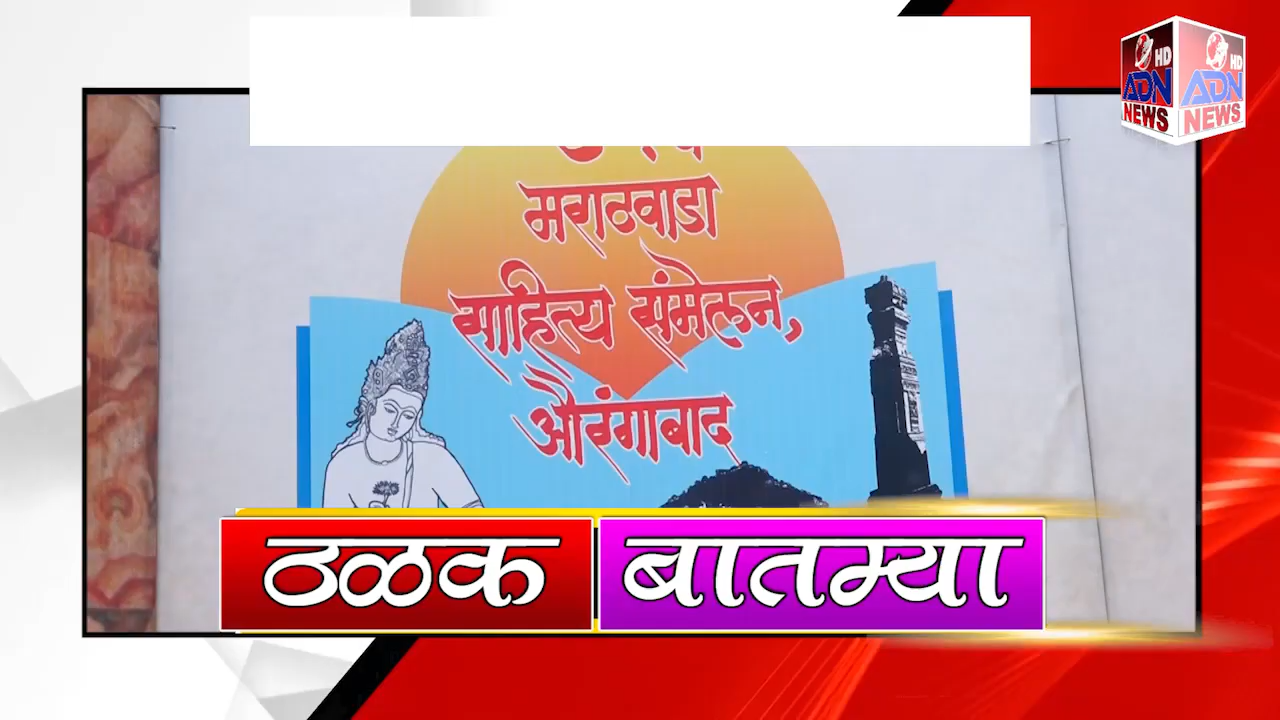 HD
ADN
NEWS
HD
ADN
NEWS
मराठवाडा
साहित्य संमेलन,
औरंगाबाद
ठळक बातम्या